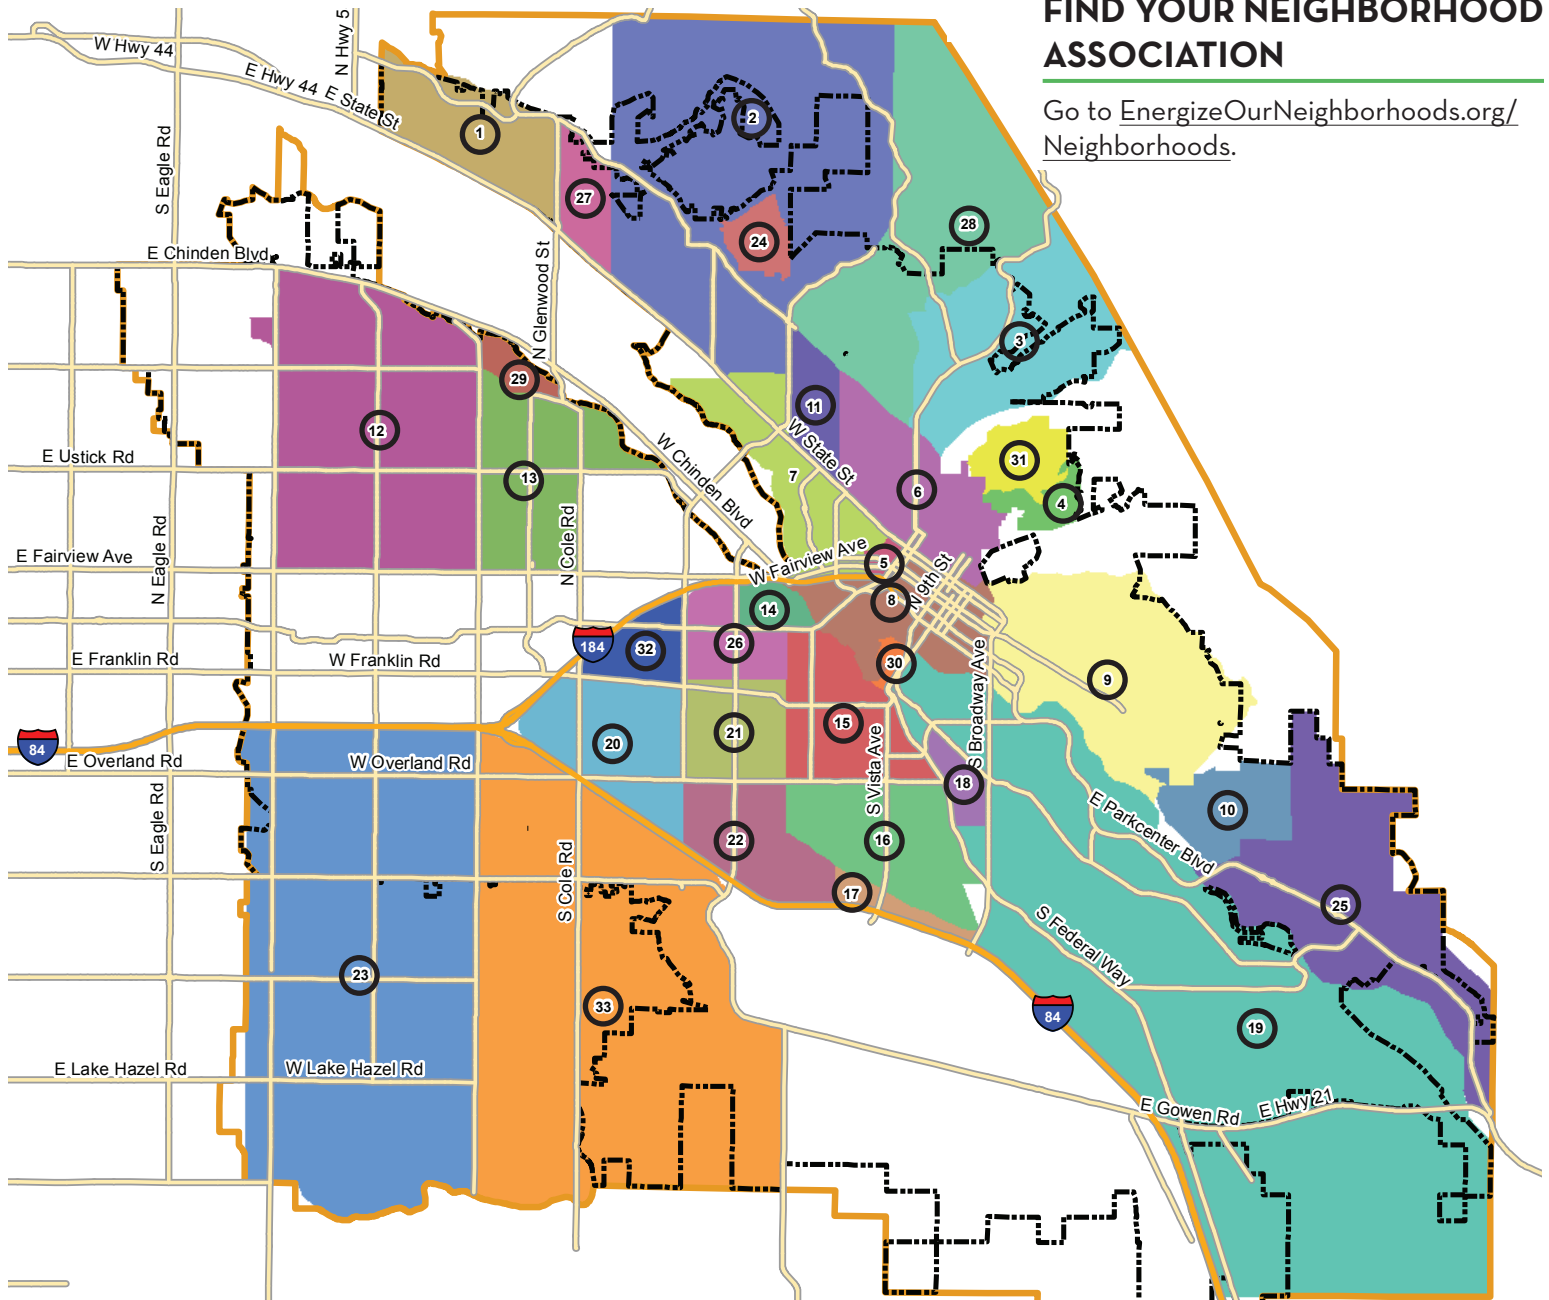 FIND YOUR NEIGHBORHOOD
ASSOCIATION
Go to EnergizeOurNeighborhoods.org/
Neighborhoods.
W Hwy 44
N Hwy 5
E Hwy 44
E State St
S Eagle Rd
1
2
27
24
28
E Chinden Blvd
N Glenwood St
3
29
11
12
W State St
E Ustick Rd
W Chinden Blvd
13
7
6
31
4
N Cole Rd
N Eagle Rd
E Fairview Ave
W Fairview Ave
5
N 9th St
8
14
184
32
26
30
S Broadway Ave
9
E Franklin Rd
W Franklin Rd
84
E Overland Rd
W Overland Rd
20
21
15
S Vista Ave
18
10
E Parkcenter Blvd
S Eagle Rd
S Cole Rd
22
16
17
25
S Federal Way
23
33
84
19
E Lake Hazel Rd
W Lake Hazel Rd
E Gowen Rd
E Hwy 21